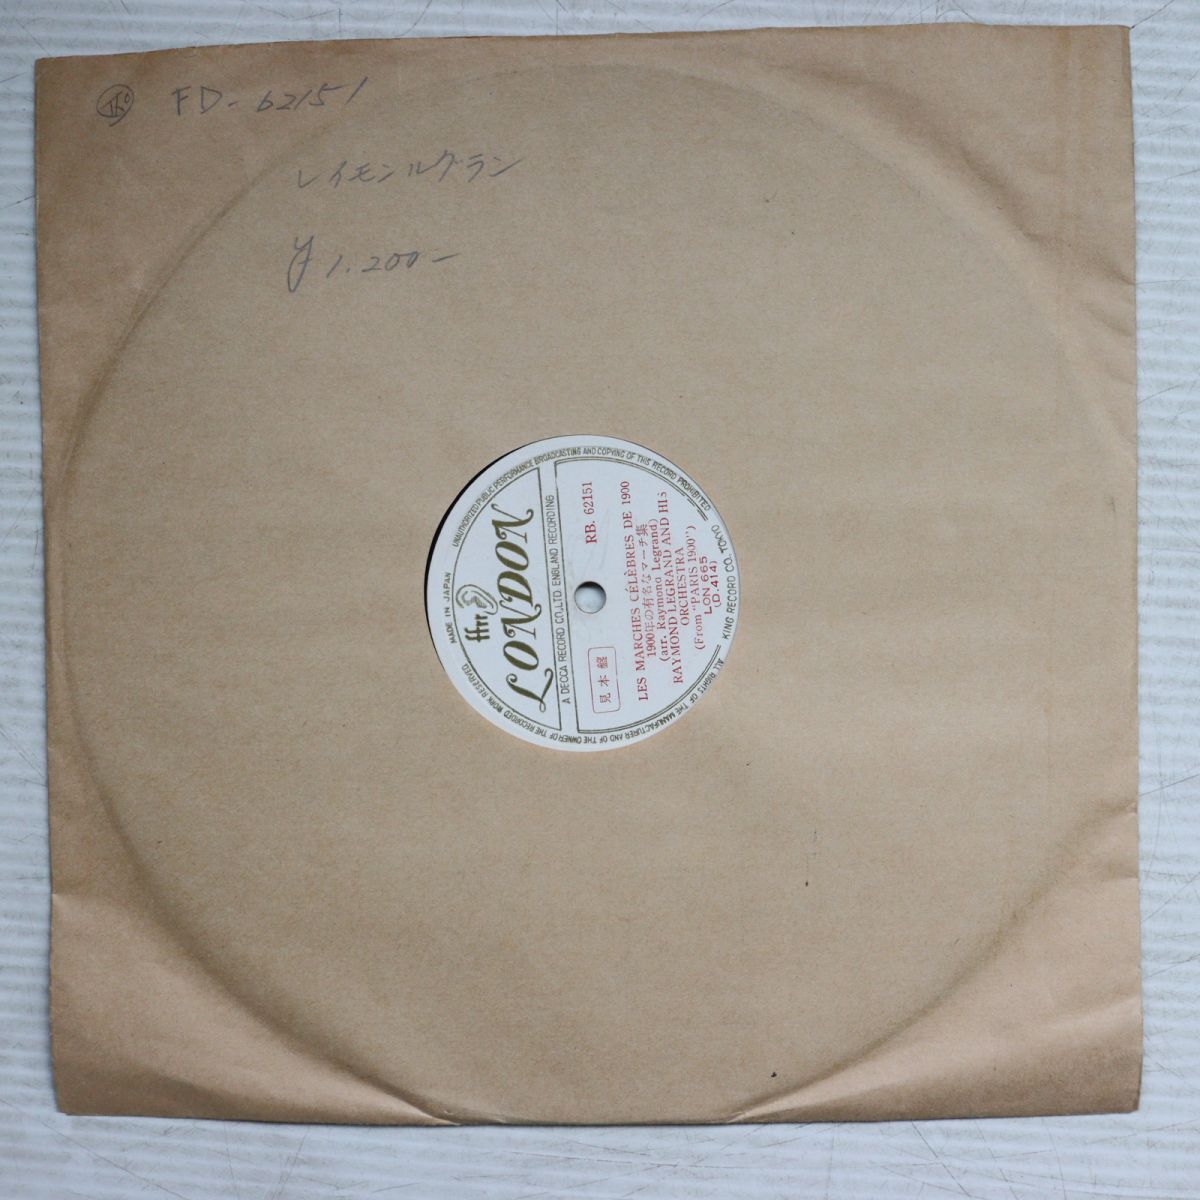 FD-62151
レイモンルグラン
¥1.200-
MADE IN JAPAN
UNAUTHORIZED PUBLIC PERFORMANCE BROADCASTING AND COPYING OF THIS RECORD PROHIBITED
ALL RIGHTS OF THE MANUFACTURER AND OF THE OWNER OF THE RECORDED WORK RESERVED
ffrr
LONDON
A DECCA RECORD CO.,LTD. ENGLAND RECORDING
RB. 62151
見本盤
LES MARCHES CÉLÈBRES DE 1900
1900年の有名なマーチ集
(arr. Raymond Legrand)
RAYMOND LEGRAND AND HIS
ORCHESTRA
(From "PARIS 1900")
LON 665
(D.414)
KING RECORD CO., TOKYO